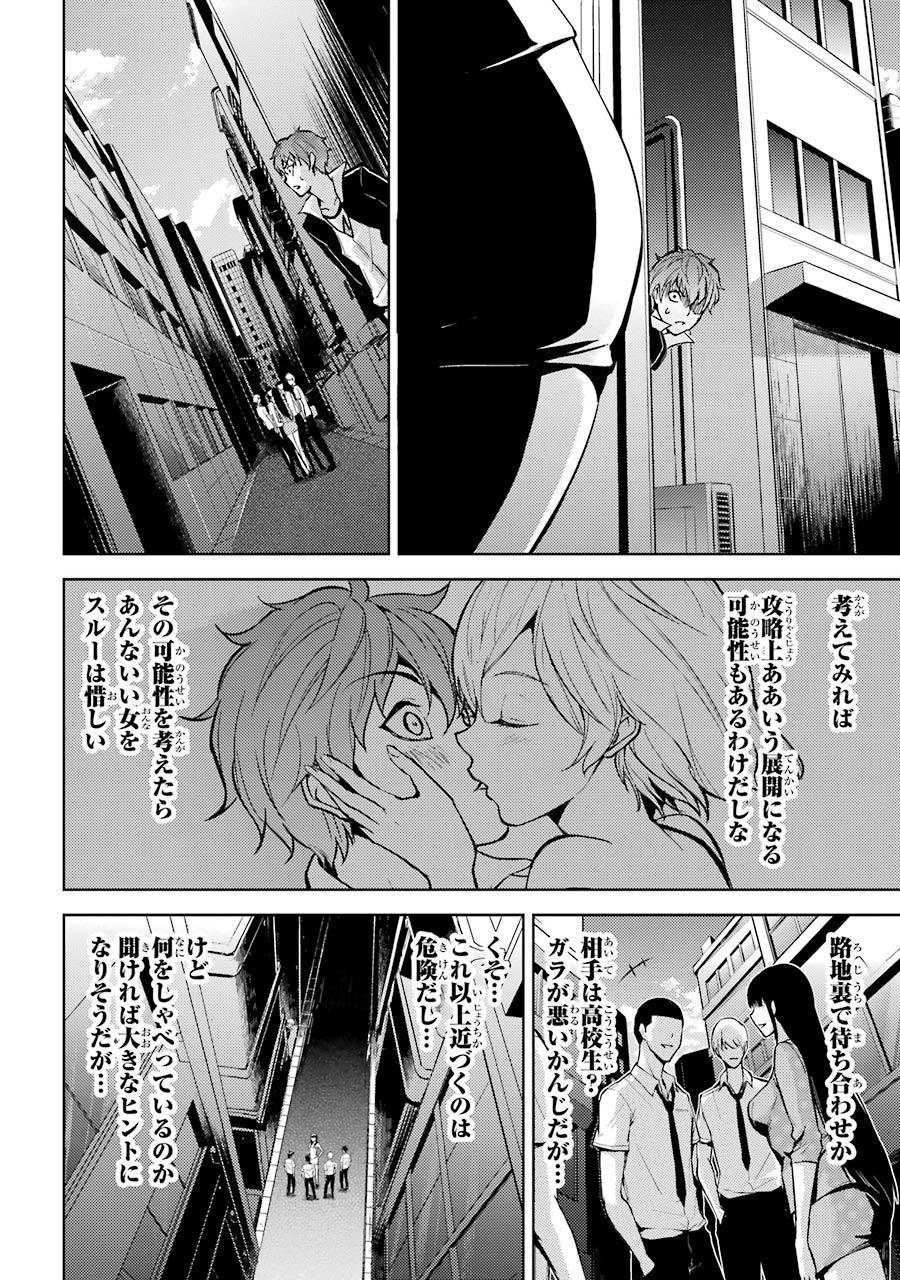 考えてみれば
攻略上ああいう展開になる
可能性もあるわけだしな
その可能性を考えたら
あんないい女を
スルーは惜しい
路地裏で待ち合わせか
相手は高校生？
ガラが悪いかんじだが…
くそ…
これ以上近づくのは
危険だし…
けど
何をしゃべっているのか
聞ければ大きなヒントに
なりそうだが…